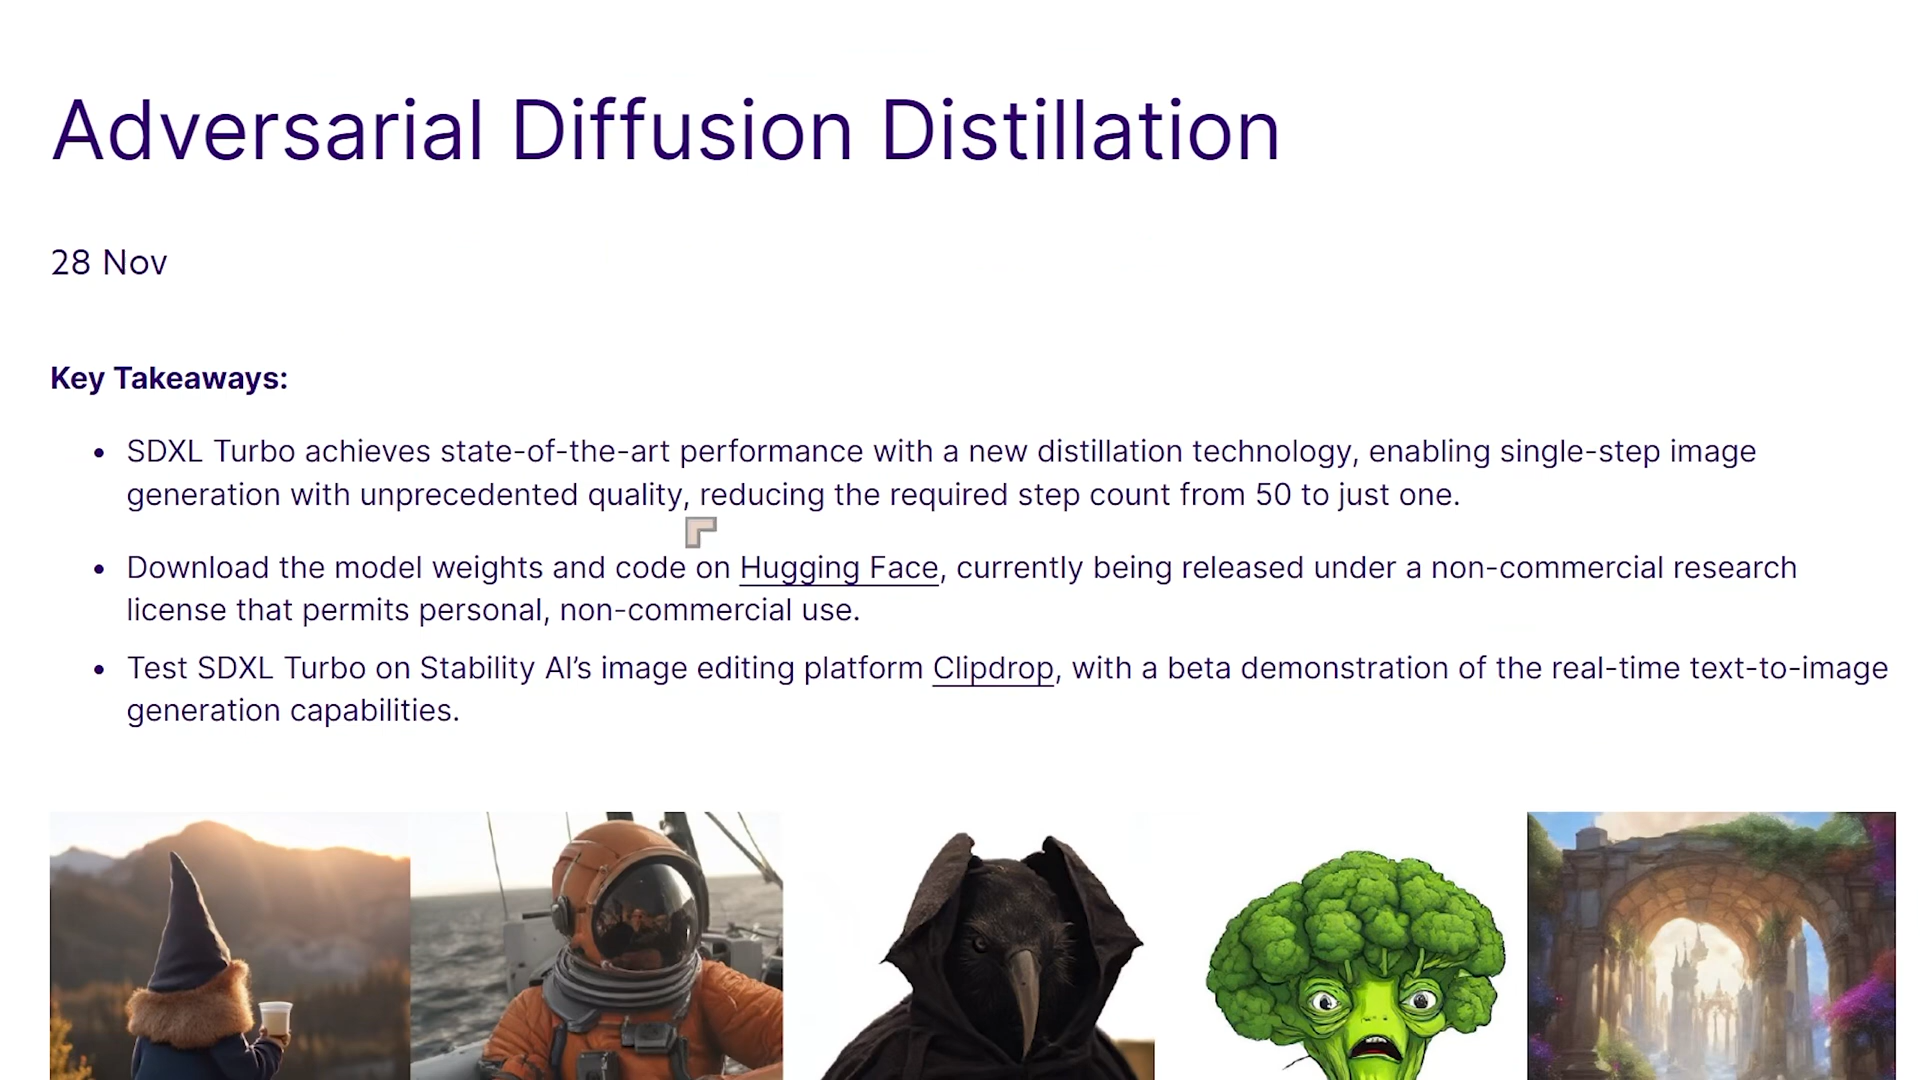 Adversarial Diffusion Distillation
28 Nov
Key Takeaways:
• SDXL Turbo achieves state-of-the-art performance with a new distillation technology, enabling single-step image
generation with unprecedented quality, reducing the required step count from 50 to just one.
• Download the model weights and code on Hugging Face, currently being released under a non-commercial research
license that permits personal, non-commercial use.
• Test SDXL Turbo on Stability AI’s image editing platform Clipdrop, with a beta demonstration of the real-time text-to-image
generation capabilities.